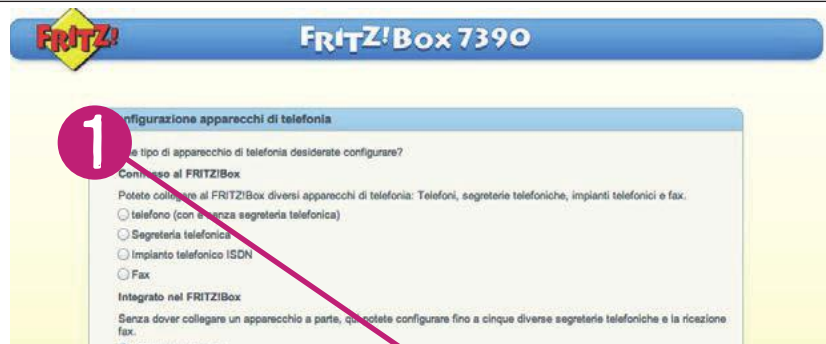 FRITZ!
FRITZ!Box 7390
1
nfigurazione apparecchi di telefonia
e tipo di apparecchio di telefonia desiderate configurare?
Connesso al FRITZ!Box
Potete collegare al FRITZ!Box diversi apparecchi di telefonia: Telefoni, segreterie telefoniche, impianti telefonici e fax.
telefono (con e senza segreteria telefonica)
Segreteria telefonica
Impianto telefonico ISDN
Fax
Integrato nel FRITZ!Box
Senza dover collegare un apparecchio a parte, qui potete configurare fino a cinque diverse segreterie telefoniche e la ricezione
fax.